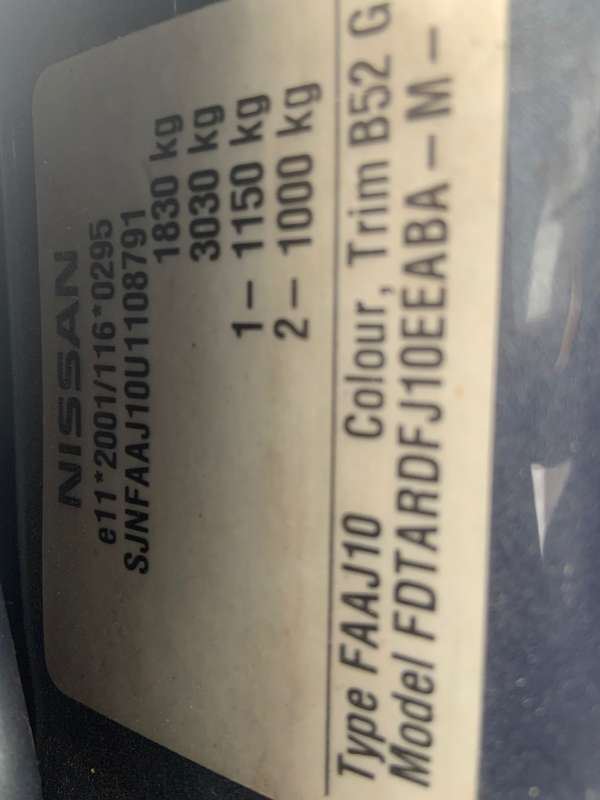 NISSAN
e11*2001/116*0295
SJNFAAJ10U1108791
1830 kg
3030 kg
1– 1150 kg
2– 1000 kg
Type FAAJ10 Colour, Trim B52 G
Model FDTARDFJ10EEABA – M –